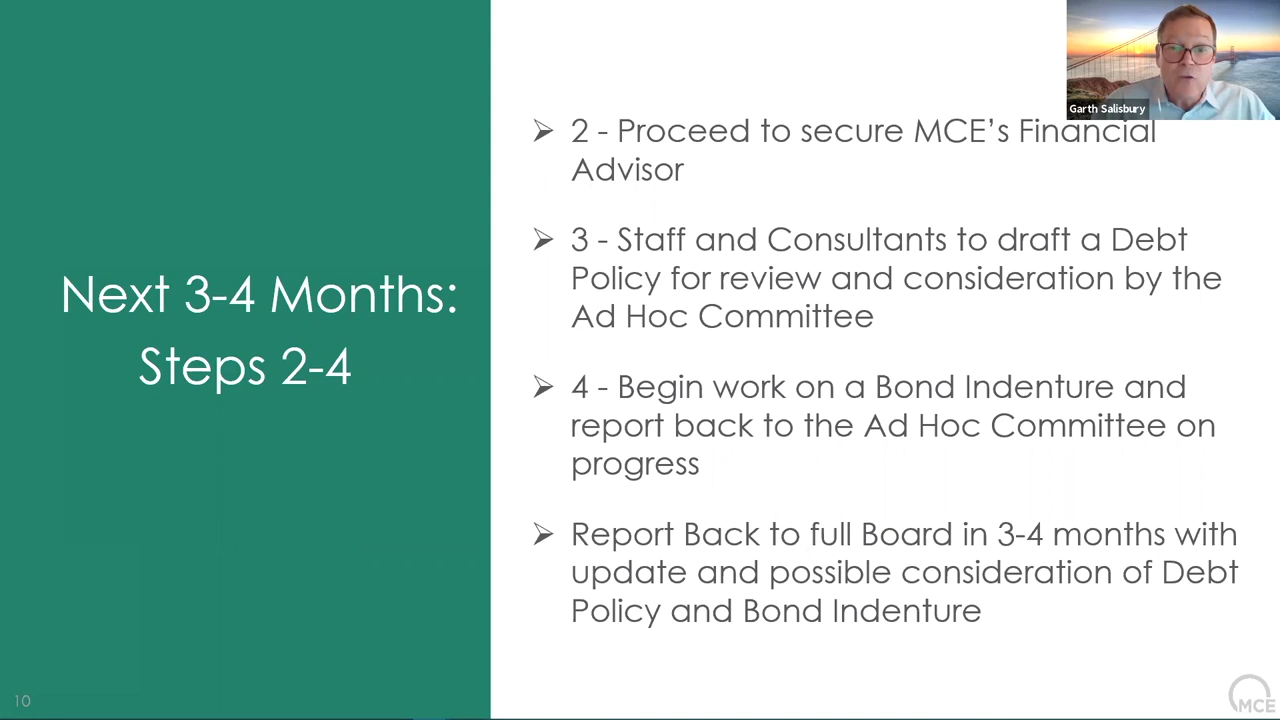 Garth Salisbury
Next 3-4 Months:
Steps 2-4
➢ 2 - Proceed to secure MCE’s Financial
Advisor
➢ 3 - Staff and Consultants to draft a Debt
Policy for review and consideration by the
Ad Hoc Committee
➢ 4 - Begin work on a Bond Indenture and
report back to the Ad Hoc Committee on
progress
➢ Report Back to full Board in 3-4 months with
update and possible consideration of Debt
Policy and Bond Indenture
10
MCE